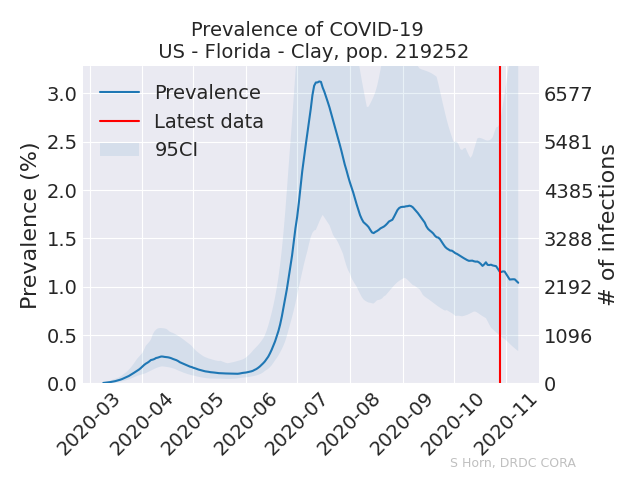 Prevalence of COVID-19
US - Florida - Clay, pop. 219252
Prevalence (%)
3.0
2.5
2.0
1.5
1.0
0.5
0.0
Prevalence
Latest data
95CI
6577
5481
4385
3288
2192
1096
0
# of infections
2020-03
2020-04
2020-05
2020-06
2020-07
2020-08
2020-09
2020-10
2020-11
S Horn, DRDC CORA